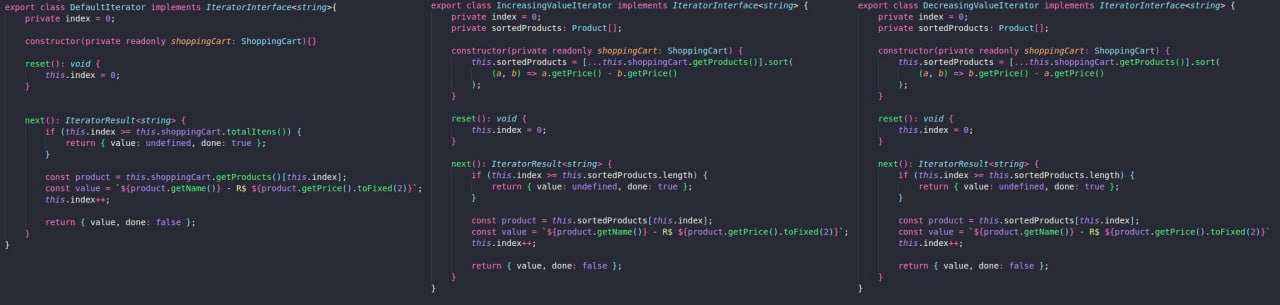 export class DefaultIterator implements IteratorInterface<string>{
    private index = 0;

    constructor(private readonly shoppingCart: ShoppingCart){}

    reset(): void {
        this.index = 0;
    }

    next(): IteratorResult<string> {
        if (this.index >= this.shoppingCart.totalItens()) {
            return { value: undefined, done: true };
        }

        const product = this.shoppingCart.getProducts()[this.index];
        const value = `${product.getName()} - R$ ${product.getPrice().toFixed(2)}`;
        this.index++;

        return { value, done: false };
    }
}
export class IncreasingValueIterator implements IteratorInterface<string> {
    private index = 0;
    private sortedProducts: Product[];

    constructor(private readonly shoppingCart: ShoppingCart) {
        this.sortedProducts = [...this.shoppingCart.getProducts()].sort(
            (a, b) => a.getPrice() - b.getPrice()
        );
    }

    reset(): void {
        this.index = 0;
    }

    next(): IteratorResult<string> {
        if (this.index >= this.sortedProducts.length) {
            return { value: undefined, done: true };
        }

        const product = this.sortedProducts[this.index];
        const value = `${product.getName()} - R$ ${product.getPrice().toFixed(2)}`;
        this.index++;

        return { value, done: false };
    }
}
export class DecreasingValueIterator implements IteratorInterface<string> {
    private index = 0;
    private sortedProducts: Product[];

    constructor(private readonly shoppingCart: ShoppingCart) {
        this.sortedProducts = [...this.shoppingCart.getProducts()].sort(
            (a, b) => b.getPrice() - a.getPrice()
        );
    }

    reset(): void {
        this.index = 0;
    }

    next(): IteratorResult<string> {
        if (this.index >= this.sortedProducts.length) {
            return { value: undefined, done: true };
        }

        const product = this.sortedProducts[this.index];
        const value = `${product.getName()} - R$ ${product.getPrice().toFixed(2)}`
        this.index++;

        return { value, done: false };
    }
}